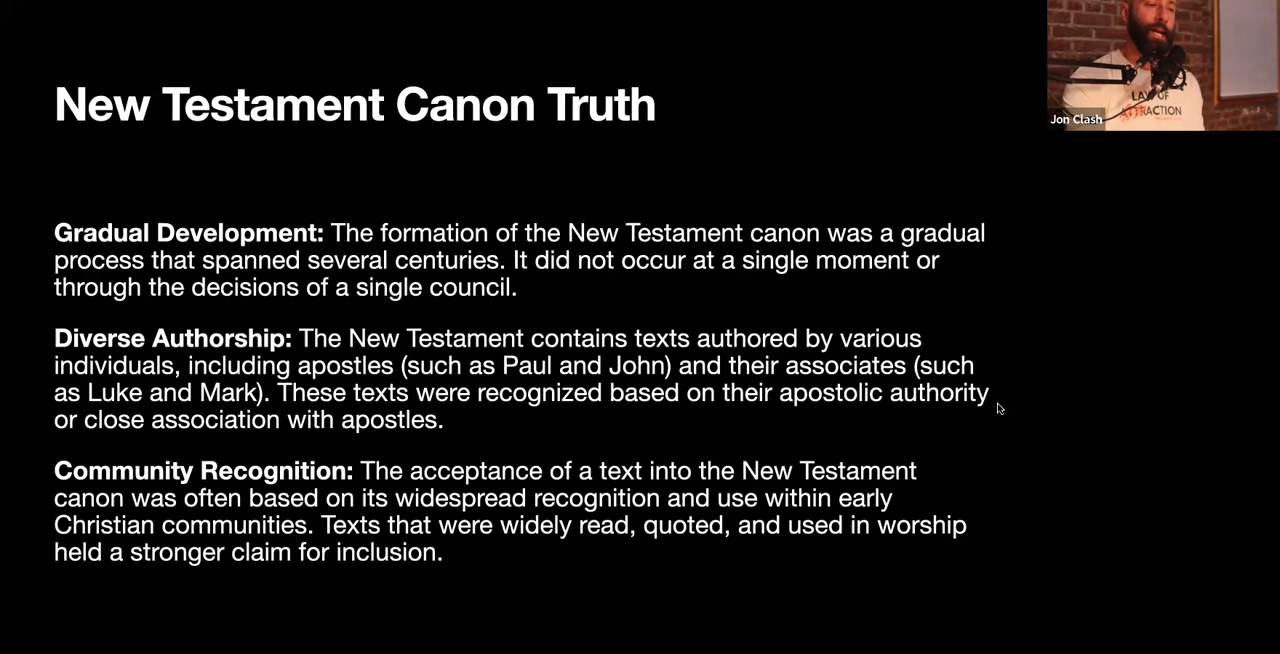 New Testament Canon Truth
Gradual Development: The formation of the New Testament canon was a gradual
process that spanned several centuries. It did not occur at a single moment or
through the decisions of a single council.
Diverse Authorship: The New Testament contains texts authored by various
individuals, including apostles (such as Paul and John) and their associates (such
as Luke and Mark). These texts were recognized based on their apostolic authority
or close association with apostles.
Community Recognition: The acceptance of a text into the New Testament
canon was often based on its widespread recognition and use within early
Christian communities. Texts that were widely read, quoted, and used in worship
held a stronger claim for inclusion.
LAW OF
ATTRACTION
Jon Clash